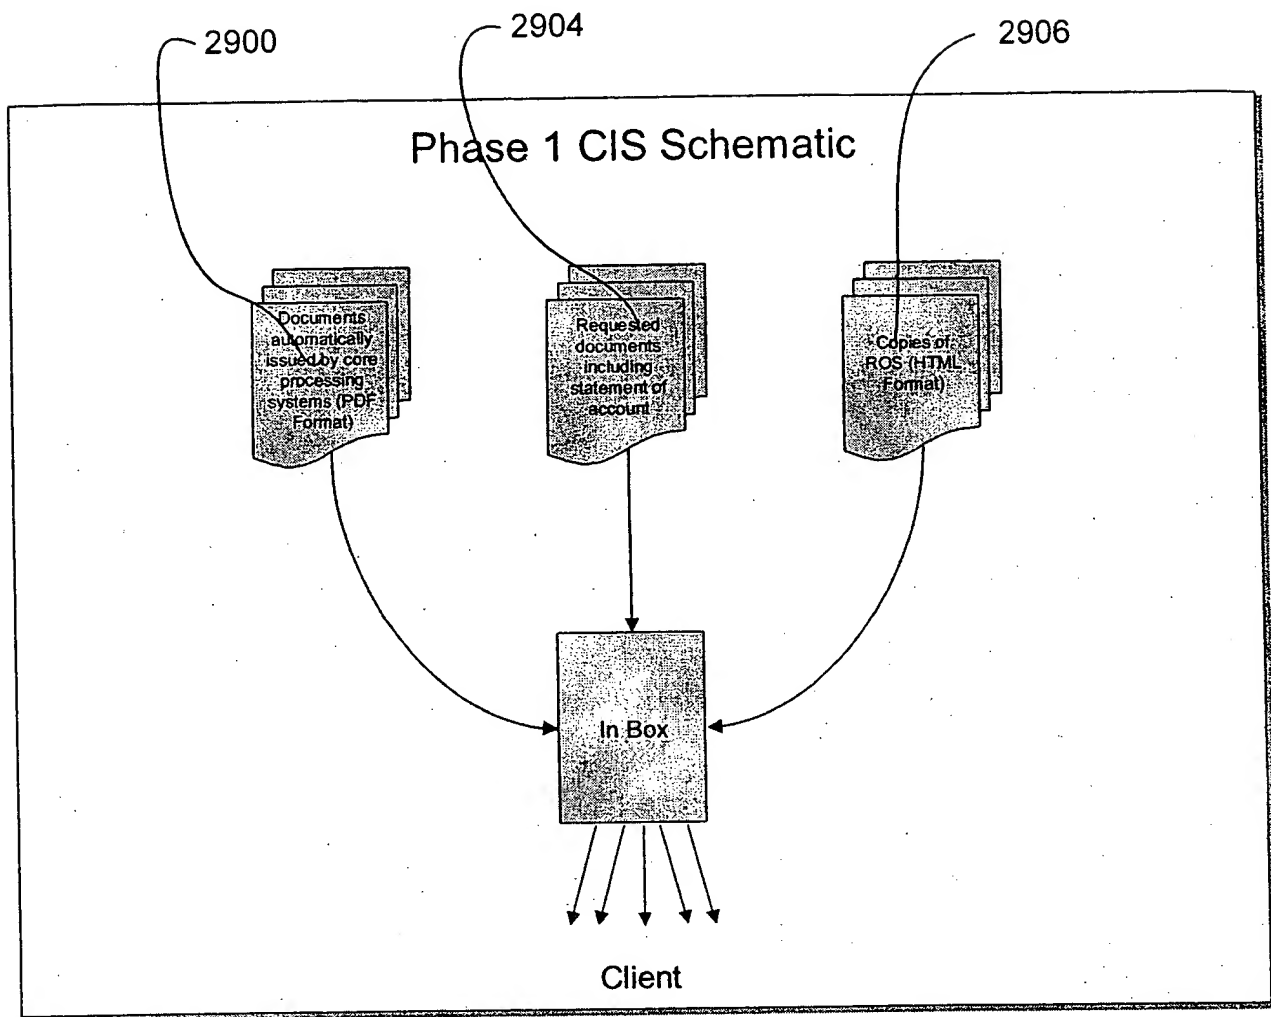 2900
2904
2906
Phase 1 CIS Schematic
Documents
automatically
issued by core
processing
systems (PDF
Format)
Requested
documents
including
statement of
account
Copies of
ROS (HTML
Format)
In Box
Client